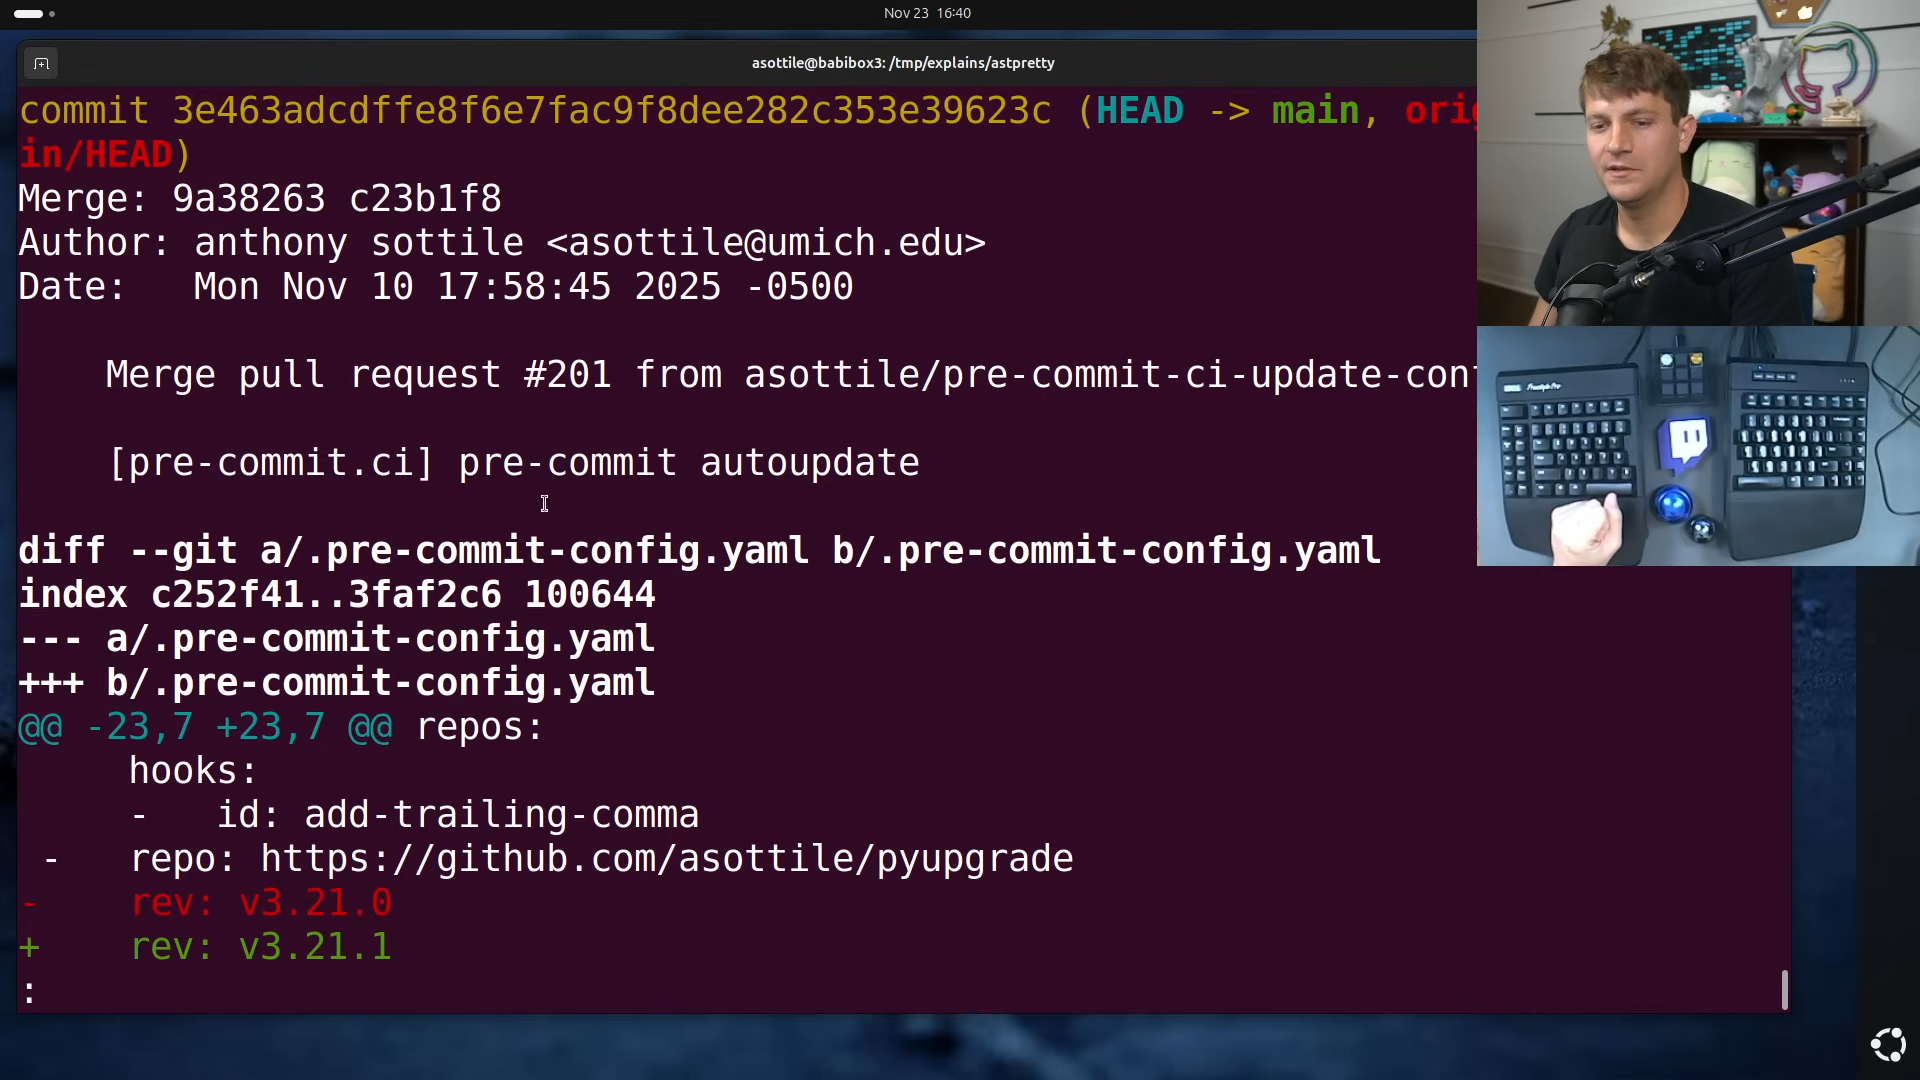 Nov 23 16:40
asottile@babibox3: /tmp/explains/astpretty
commit 3e463adcdffe8f6e7fac9f8dee282c353e39623c (HEAD -> main, orig
in/HEAD)
Merge: 9a38263 c23b1f8
Author: anthony sottile <asottile@umich.edu>
Date:   Mon Nov 10 17:58:45 2025 -0500
Merge pull request #201 from asottile/pre-commit-ci-update-con
[pre-commit.ci] pre-commit autoupdate
diff --git a/.pre-commit-config.yaml b/.pre-commit-config.yaml
index c252f41..3faf2c6 100644
--- a/.pre-commit-config.yaml
+++ b/.pre-commit-config.yaml
@@ -23,7 +23,7 @@ repos:
     hooks:
     -   id: add-trailing-comma
 -   repo: https://github.com/asottile/pyupgrade
-    rev: v3.21.0
+    rev: v3.21.1
: